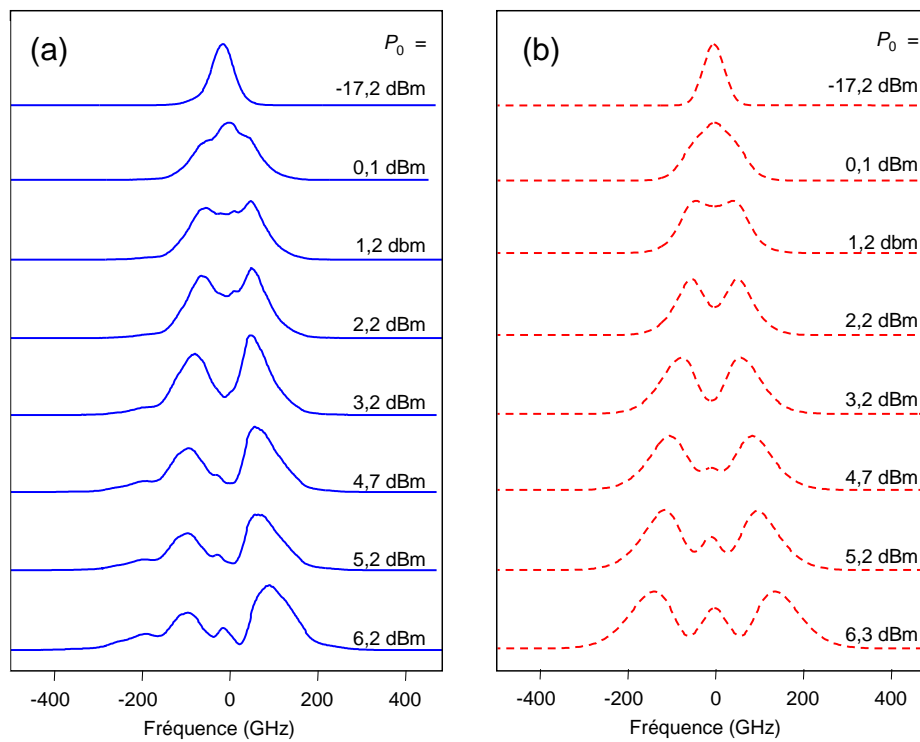 (a)
P0 =
-17,2 dBm
0,1 dBm
1,2 dbm
2,2 dBm
3,2 dBm
4,7 dBm
5,2 dBm
6,2 dBm
-400 -200 0 200 400
Fréquence (GHz)
(b)
P0 =
-17,2 dBm
0,1 dBm
1,2 dBm
2,2 dBm
3,2 dBm
4,7 dBm
5,2 dBm
6,3 dBm
-400 -200 0 200 400
Fréquence (GHz)